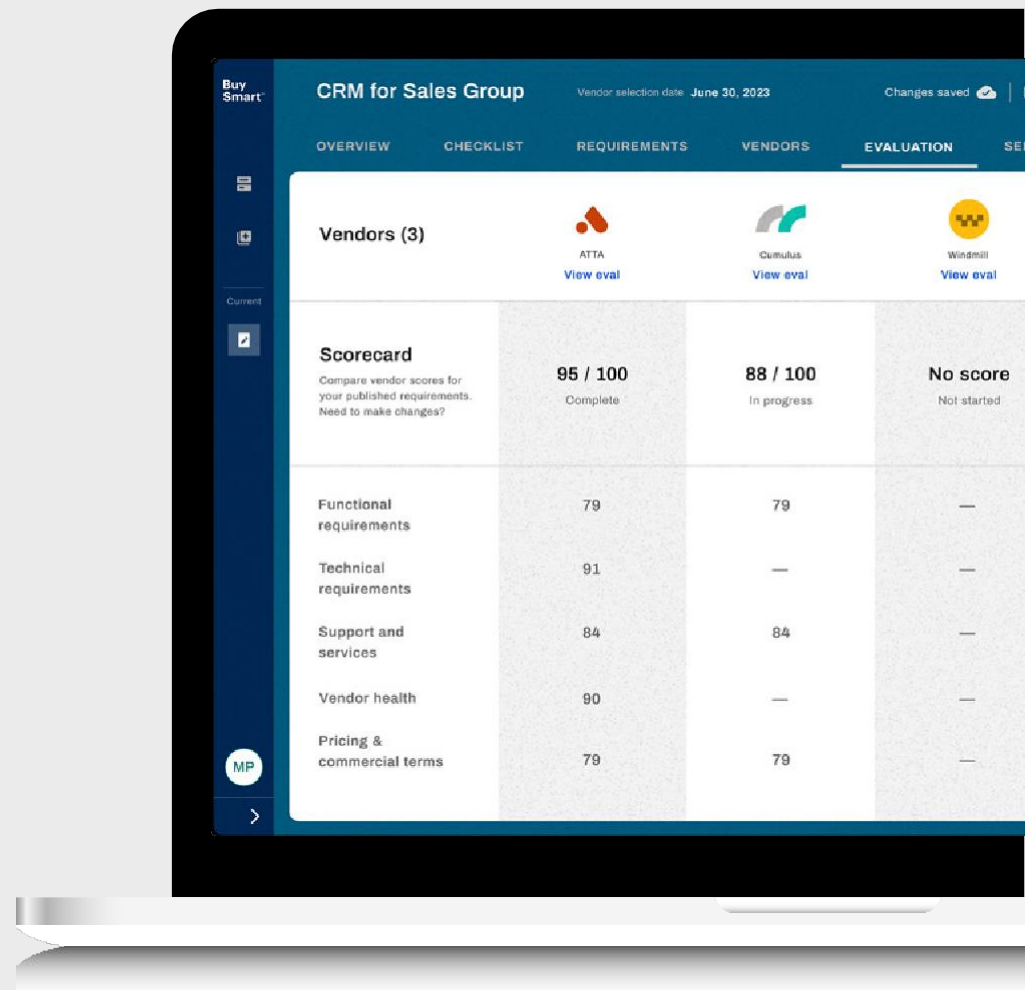 Buy
Smart
CRM for Sales Group
Vendor selection date June 30, 2023
Changes saved
OVERVIEW CHECKLIST REQUIREMENTS VENDORS EVALUATION
Current
Vendors (3)
ATTA Cumulus Windmill
View eval View eval View eval
Scorecard
Compare vendor scores for
your published requirements.
Need to make changes?
95 / 100 88 / 100 No score
Complete In progress Not started
Functional
requirements
79 79 —
Technical
requirements
91 — —
Support and
services
84 84 —
Vendor health 90 — —
Pricing &
commercial terms
79 79 —
MP